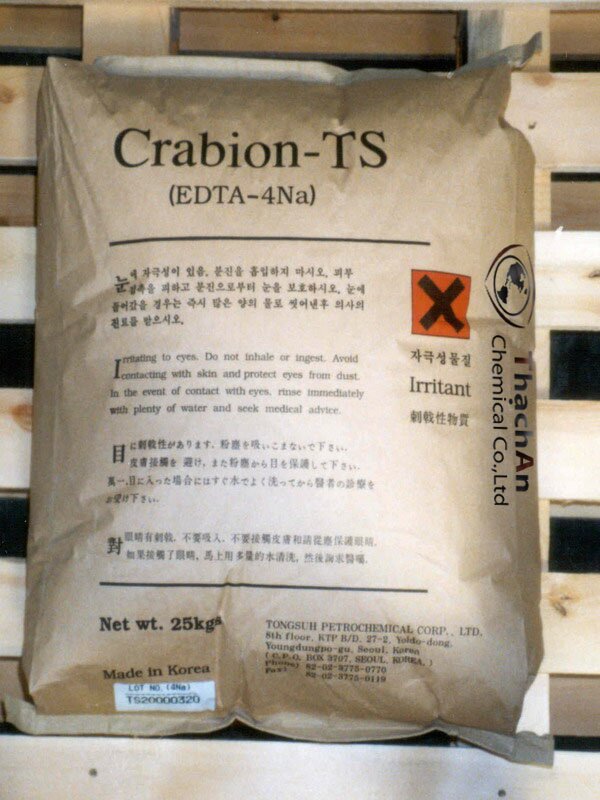 Crabion-TS
(EDTA-4Na)
눈에 자극성이 있음, 분진을 흡입하지 마시오, 피부
접촉을 피하고 분진으로부터 눈을 보호하시오, 눈에
들어갔을 경우는 즉시 많은 양의 물로 씻어낸후 의사의
진료를 받으시오.
Irritating to eyes. Do not inhale or ingest. Avoid
contacting with skin and protect eyes from dust.
In the event of contact with eyes, rinse immediately
with plenty of water and seek medical advice.
目に刺戟性があります, 粉塵を吸いこまないで下さい.
皮膚接觸を 避け, また粉塵から目を保護して下さい.
萬一,目に入った場合にはすぐ水でよく洗ってから醫者の診療を
お受け下さい.
對 眼睛有刺戟, 不要吸入, 不要接觸皮膚和請從塵保護眼睛,
如果接觸了眼睛, 馬上用多量的水清洗, 然後詢求醫囑.
자극성물질
Irritant
刺戟性物質
ThạchAn
Chemical Co.,Ltd
Net wt. 25kgs
Made in Korea
LOT NO.(4Na)
TS20000320
TONGSUH PETROCHEMICAL CORP., LTD.
8th floor, KTP B/D. 27-2, Yoido-dong,
Youngdungpo-gu, Seoul, Korea
(C.P.O. BOX 3707, SEOUL, KOREA,)
Phone) 82-02-3775-0770
Fax) 82-02-3775-0119